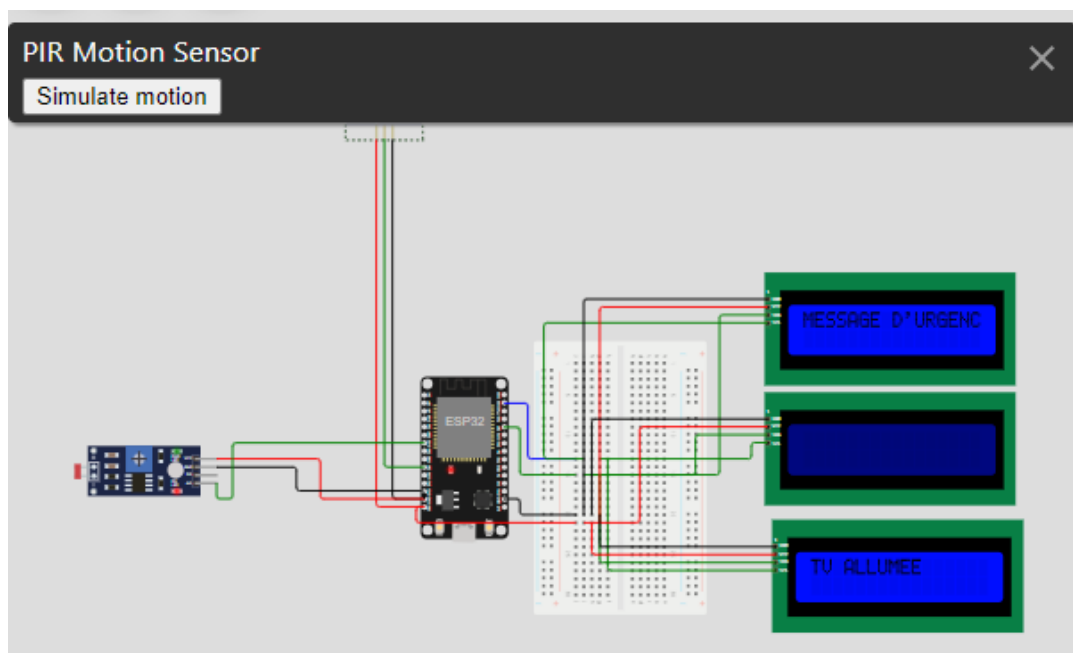 PIR Motion Sensor
Simulate motion
MESSAGE D'URGENC
ESP32
TV ALLUMEE